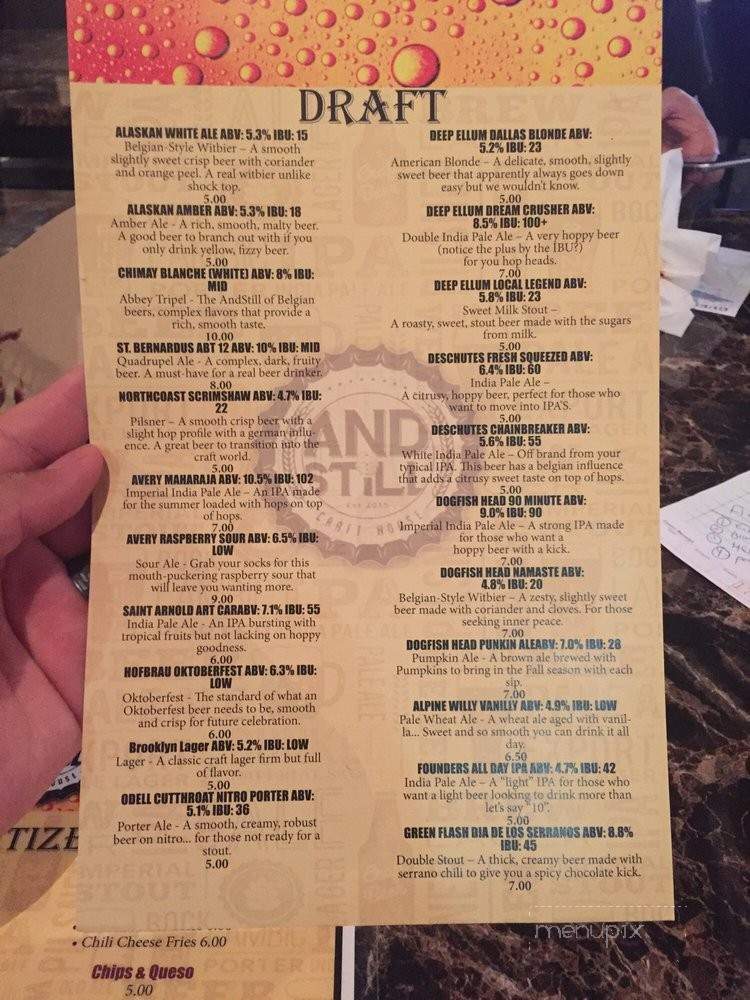 DRAFT
ALASKAN WHITE ALE ABV: 5.3% IBU: 15
Belgian-Style Witbier – A smooth
slightly sweet crisp beer with coriander
and orange peel. A real witbier unlike
shock top.
5.00
ALASKAN AMBER ABV: 5.3% IBU: 18
Amber Ale - A rich, smooth, malty beer.
A good beer to branch out with if you
only drink yellow, fizzy beer.
5.00
CHIMAY BLANCHE (WHITE) ABV: 8% IBU:
MID
Abbey Tripel - The AndStill of Belgian
beers, complex flavors that provide a
rich, smooth taste.
10.00
ST. BERNARDUS ABT 12 ABV: 10% IBU: MID
Quadrupel Ale - A complex, dark, fruity
beer. A must-have for a real beer drinker.
8.00
NORTHCOAST SCRIMSHAW ABV: 4.7% IBU:
22
Pilsner – A smooth crisp beer with a
slight hop profile with a german influ-
ence. A great beer to transition into the
craft world.
5.00
AVERY MAHARAJA ABV: 10.5% IBU: 102
Imperial India Pale Ale – An IPA made
for the summer loaded with hops on top
of hops.
7.00
AVERY RASPBERRY SOUR ABV: 6.5% IBU:
LOW
Sour Ale - Grab your socks for this
mouth-puckering raspberry sour that
will leave you wanting more.
9.00
SAINT ARNOLD ART CARABV: 7.1% IBU: 55
India Pale Ale - An IPA bursting with
tropical fruits but not lacking on hoppy
goodness.
6.00
HOFBRAU OKTOBERFEST ABV: 6.3% IBU:
LOW
Oktoberfest - The standard of what an
Oktoberfest beer needs to be, smooth
and crisp for future celebration.
6.00
Brooklyn Lager ABV: 5.2% IBU: LOW
Lager - A classic craft lager firm but full
of flavor.
5.00
ODELL CUTTHROAT NITRO PORTER ABV:
5.1% IBU: 36
Porter Ale - A smooth, creamy, robust
beer on nitro... for those not ready for a
stout.
5.00
DEEP ELLUM DALLAS BLONDE ABV:
5.2% IBU: 23
American Blonde – A delicate, smooth, slightly
sweet beer that apparently always goes down
easy but we wouldn't know.
5.00
DEEP ELLUM DREAM CRUSHER ABV:
8.5% IBU: 100+
Double India Pale Ale – A very hoppy beer
(notice the plus by the IBU?)
for you hop heads.
7.00
DEEP ELLUM LOCAL LEGEND ABV:
5.8% IBU: 23
Sweet Milk Stout –
A roasty, sweet, stout beer made with the sugars
from milk.
5.00
DESCHUTES FRESH SQUEEZED ABV:
6.4% IBU: 60
India Pale Ale –
A citrusy, hoppy beer, perfect for those who
want to move into IPA'S.
5.00
DESCHUTES CHAINBREAKER ABV:
5.6% IBU: 55
White India Pale Ale – Off brand from your
typical IPA. This beer has a belgian influence
that adds a citrusy sweet taste on top of hops.
5.00
DOGFISH HEAD 90 MINUTE ABV:
9.0% IBU: 90
Imperial India Pale Ale – A strong IPA made
for those who want a
hoppy beer with a kick.
7.00
DOGFISH HEAD NAMASTE ABV:
4.8% IBU: 20
Belgian-Style Witbier – A zesty, slightly sweet
beer made with coriander and cloves. For those
seeking inner peace.
7.00
DOGFISH HEAD PUNKIN ALEABV: 7.0% IBU: 28
Pumpkin Ale - A brown ale brewed with
Pumpkins to bring in the Fall season with each
sip.
7.00
ALPINE WILLY VANILLY ABV: 4.9% IBU: LOW
Pale Wheat Ale - A wheat ale aged with vanil-
la... Sweet and so smooth you can drink it all
day.
6.50
FOUNDERS ALL DAY IPA ABV: 4.7% IBU: 42
India Pale Ale – A "light" IPA for those who
want a light beer looking to drink more than
let's say "10".
5.00
GREEN FLASH DIA DE LOS SERRANOS ABV: 8.8%
IBU: 45
Double Stout – A thick, creamy beer made with
serrano chili to give you a spicy chocolate kick.
7.00
AND
STILL
EST 2015
CRAFT HOUSE
TIZE
• Chili Cheese Fries 6.00
Chips & Queso
5.00
menupix